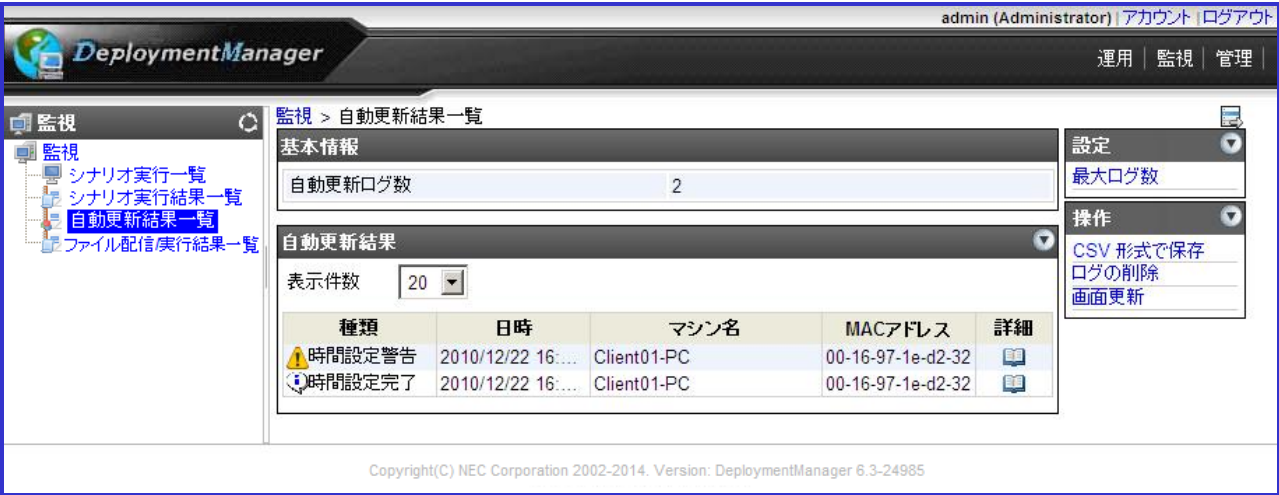 admin (Administrator) | アカウント | ログアウト
DeploymentManager
運用 | 監視 | 管理 |
監視
監視
シナリオ実行一覧
シナリオ実行結果一覧
自動更新結果一覧
ファイル配信/実行結果一覧
監視 > 自動更新結果一覧
基本情報
自動更新ログ数 2
自動更新結果
表示件数 20
種類 日時 マシン名 MACアドレス 詳細
時間設定警告 2010/12/22 16:... Client01-PC 00-16-97-1e-d2-32
時間設定完了 2010/12/22 16:... Client01-PC 00-16-97-1e-d2-32
設定
最大ログ数
操作
CSV 形式で保存
ログの削除
画面更新
Copyright(C) NEC Corporation 2002-2014. Version: DeploymentManager 6.3-24985